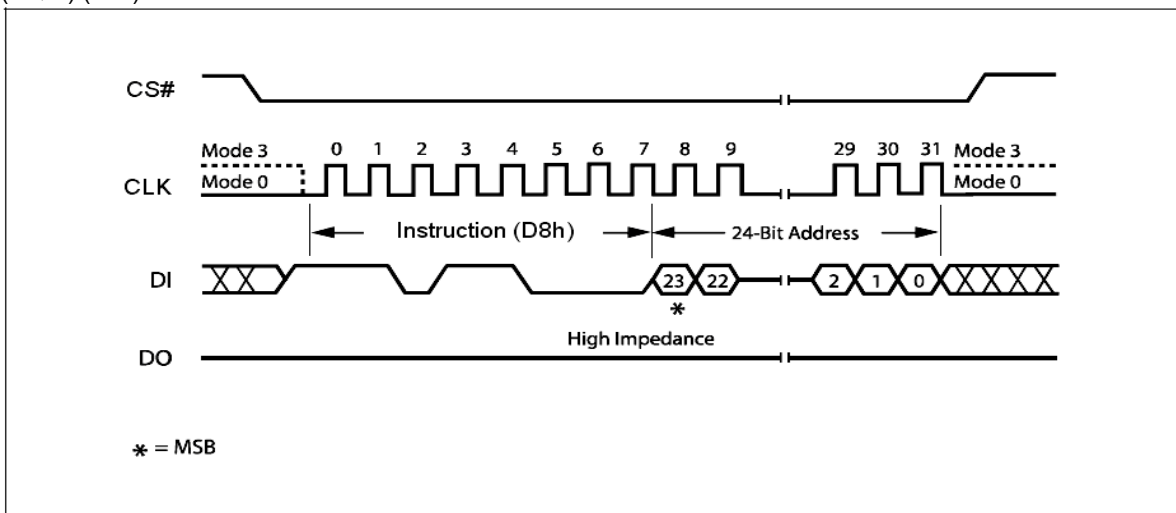 CS#
Mode 3 0 1 2 3 4 5 6 7 8 9 29 30 31 Mode 3
CLK Mode 0 Mode 0
Instruction (D8h) 24-Bit Address
DI 23 22 2 1 0
*
High Impedance
DO
* = MSB